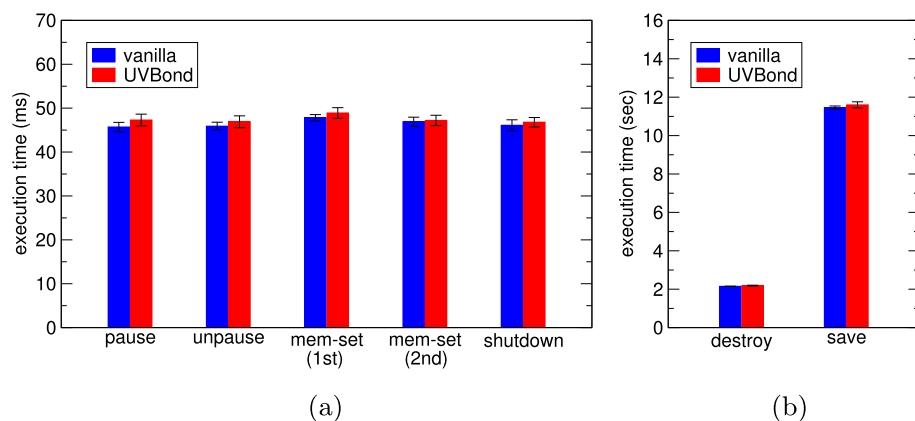 70
60
50
40
30
20
10
0
execution time (ms)
vanilla
UVBond
pause
unpause
mem-set
(1st)
mem-set
(2nd)
shutdown
(a)
16
14
12
10
8
6
4
2
0
execution time (sec)
vanilla
UVBond
destroy
save
(b)